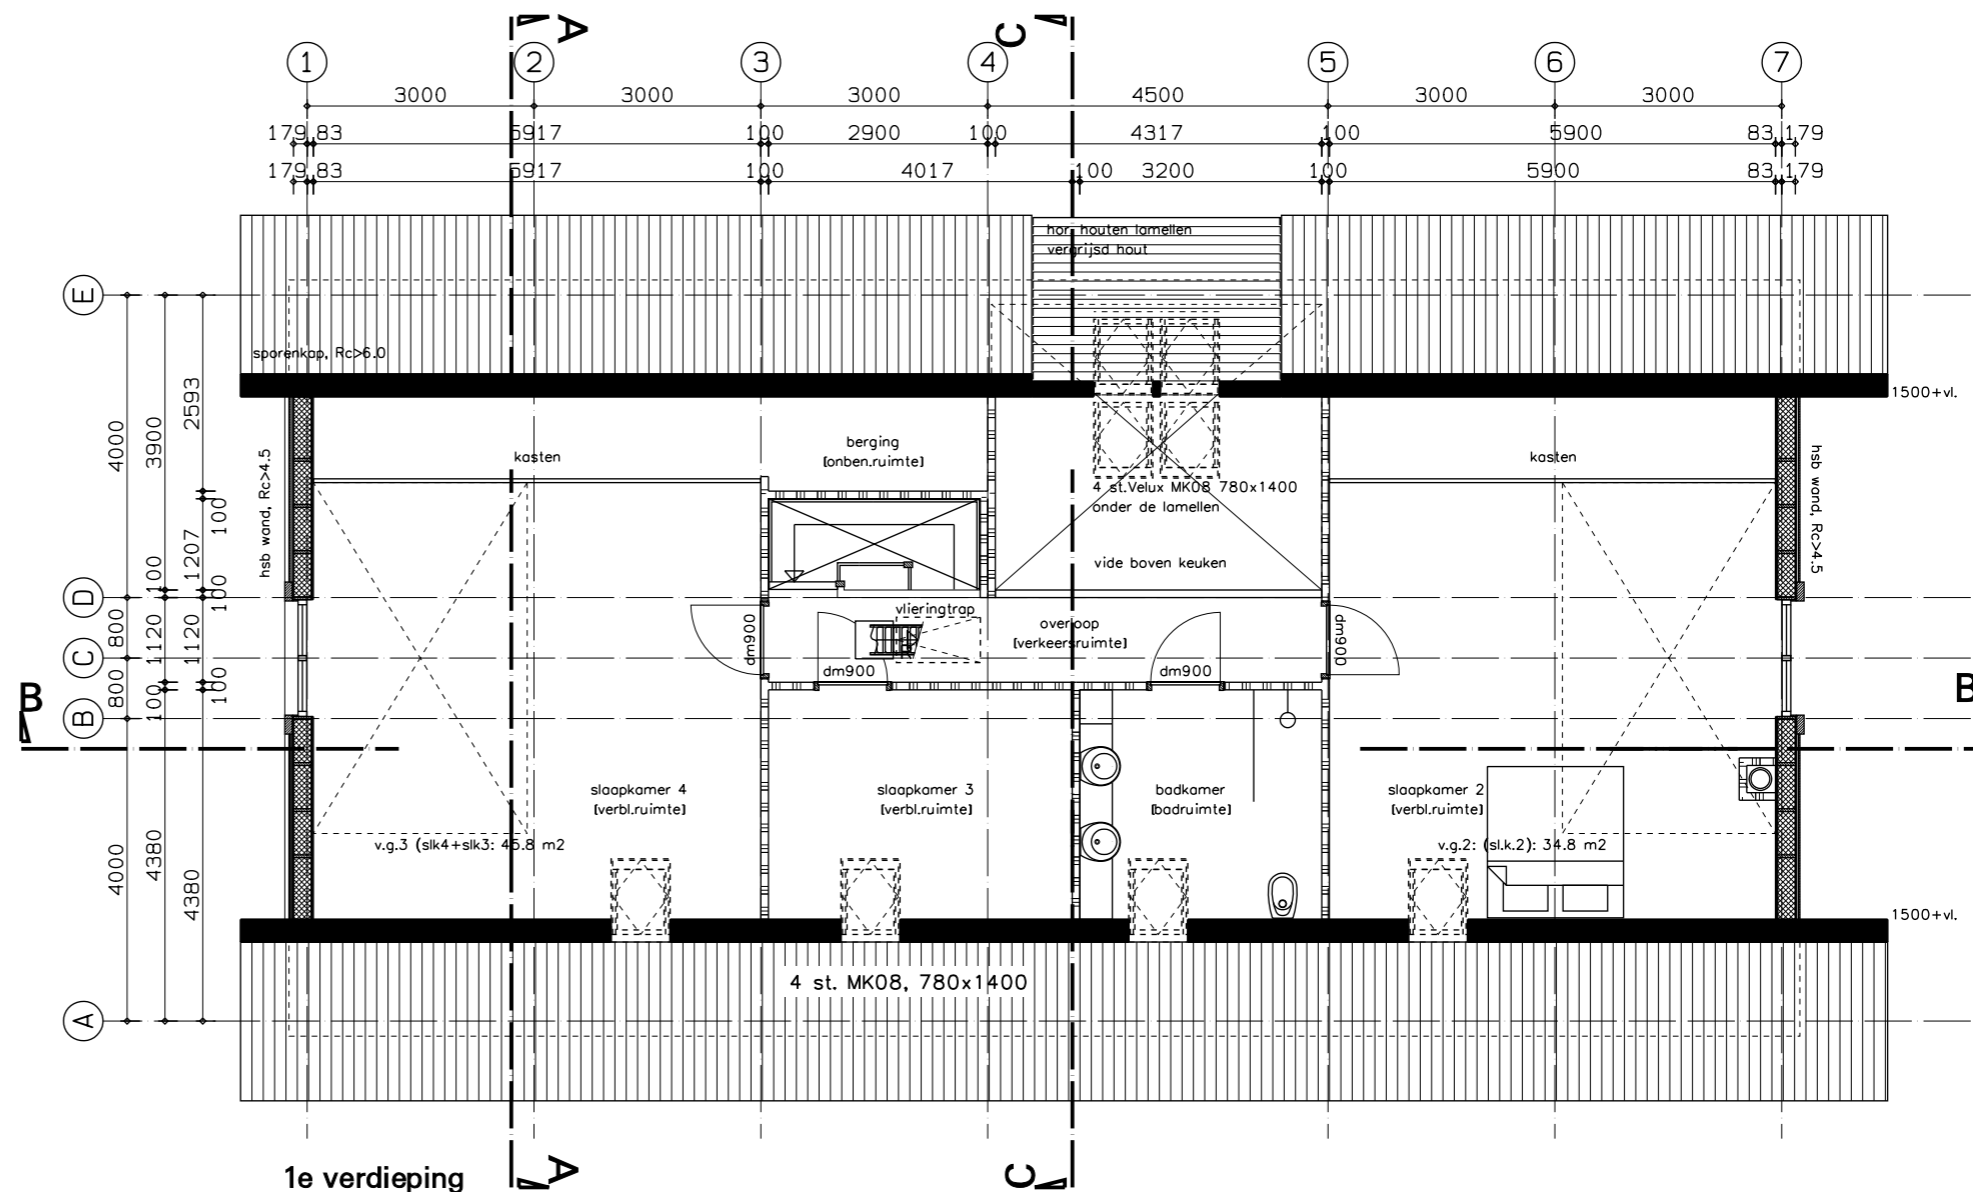 A
C
1 2 3 4 5 6 7
3000 3000 3000 4500 3000 3000
179 83 5917 100 2900 100 4317 100 5900 83 179
179 83 5917 100 4017 100 3200 100 5900 83 179
hor. houten lamellen
vergrijsd hout
E
sporenkap, Rc>6.0
1500+vl.
4000
3900
2593
hsb wand, Rc>4.5
kasten
berging
[onben.ruimte]
4 st.Velux MK08 780x1400
onder de lamellen
kasten
hsb wand, Rc>4.5
100
1207
100
100
vide boven keuken
D
vlieringtrap
overloop
[verkeersruimte]
dm900
dm900
dm900
dm900
800
1120
1120
C
800
100
100
B
B
B
slaapkamer 4
[verbl.ruimte]
slaapkamer 3
[verbl.ruimte]
badkamer
[badruimte]
slaapkamer 2
[verbl.ruimte]
v.g.3 (slk4+slk3: 45.8 m2
v.g.2: (sl.k.2): 34.8 m2
4000
4380
4380
1500+vl.
4 st. MK08, 780x1400
A
1e verdieping
A
C